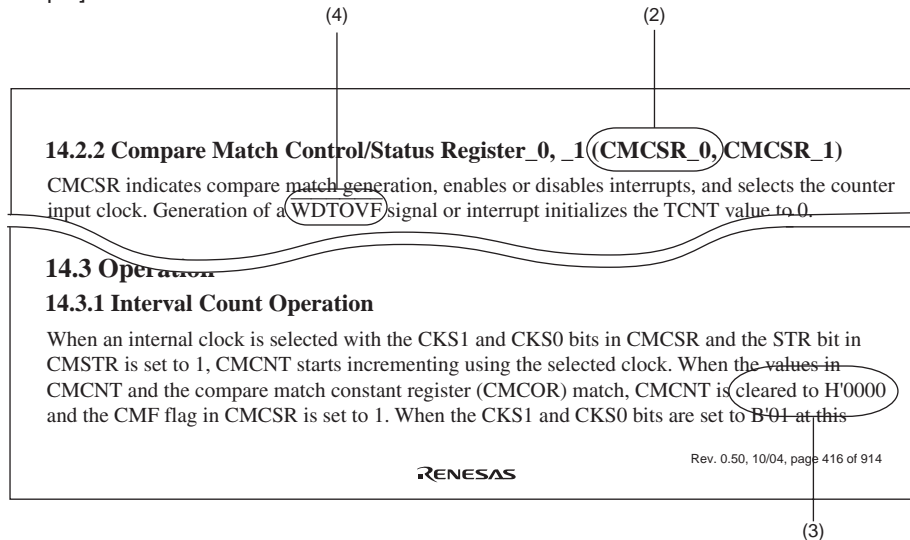 (4) (2)
14.2.2 Compare Match Control/Status Register_0, _1 (CMCSR_0, CMCSR_1)
CMCSR indicates compare match generation, enables or disables interrupts, and selects the counter
input clock. Generation of a WDTOVF signal or interrupt initializes the TCNT value to 0.
14.3 Operation
14.3.1 Interval Count Operation
When an internal clock is selected with the CKS1 and CKS0 bits in CMCSR and the STR bit in
CMSTR is set to 1, CMCNT starts incrementing using the selected clock. When the values in
CMCNT and the compare match constant register (CMCOR) match, CMCNT is cleared to H'0000
and the CMF flag in CMCSR is set to 1. When the CKS1 and CKS0 bits are set to B'01 at this
Rev. 0.50, 10/04, page 416 of 914
RENESAS
(3)